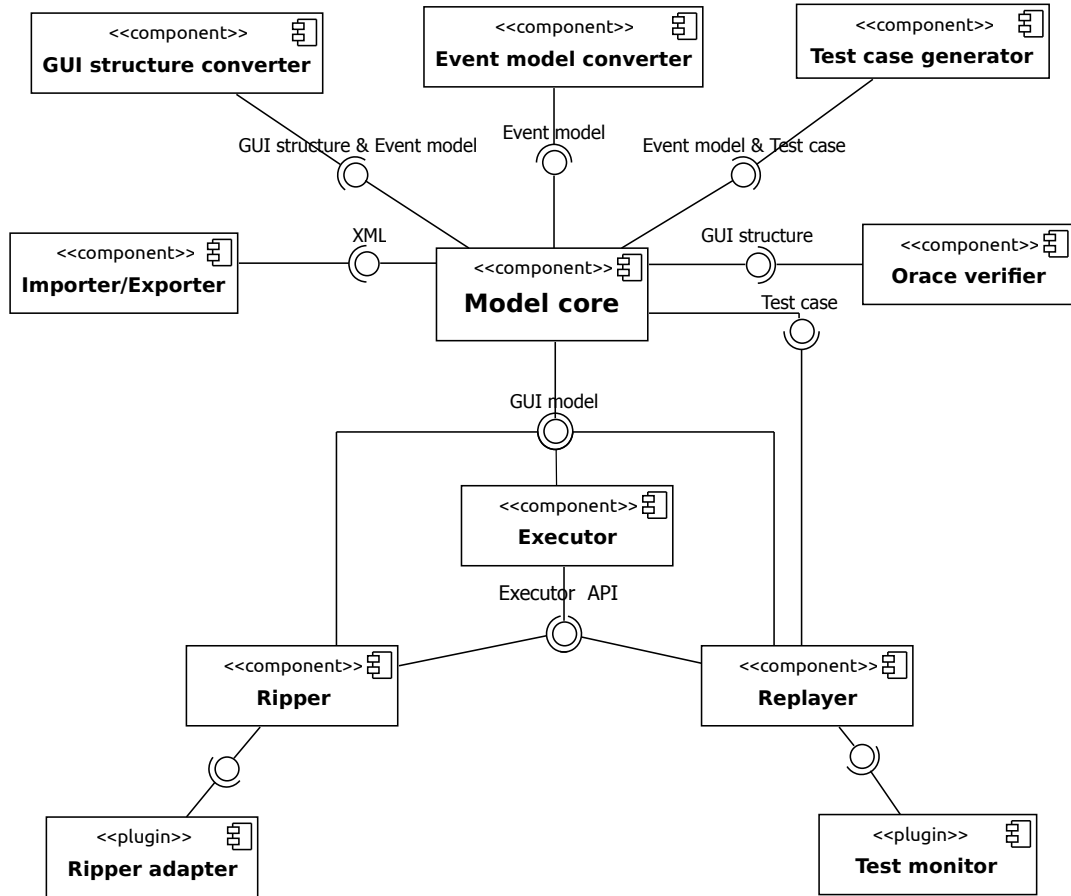 <<component>>
GUI structure converter
<<component>>
Event model converter
<<component>>
Test case generator
GUI structure & Event model
Event model
Event model & Test case
<<component>>
Importer/Exporter
XML
<<component>>
Model core
GUI structure
<<component>>
Orace verifier
Test case
GUI model
<<component>>
Executor
Executor API
<<component>>
Ripper
<<component>>
Replayer
<<plugin>>
Ripper adapter
<<plugin>>
Test monitor